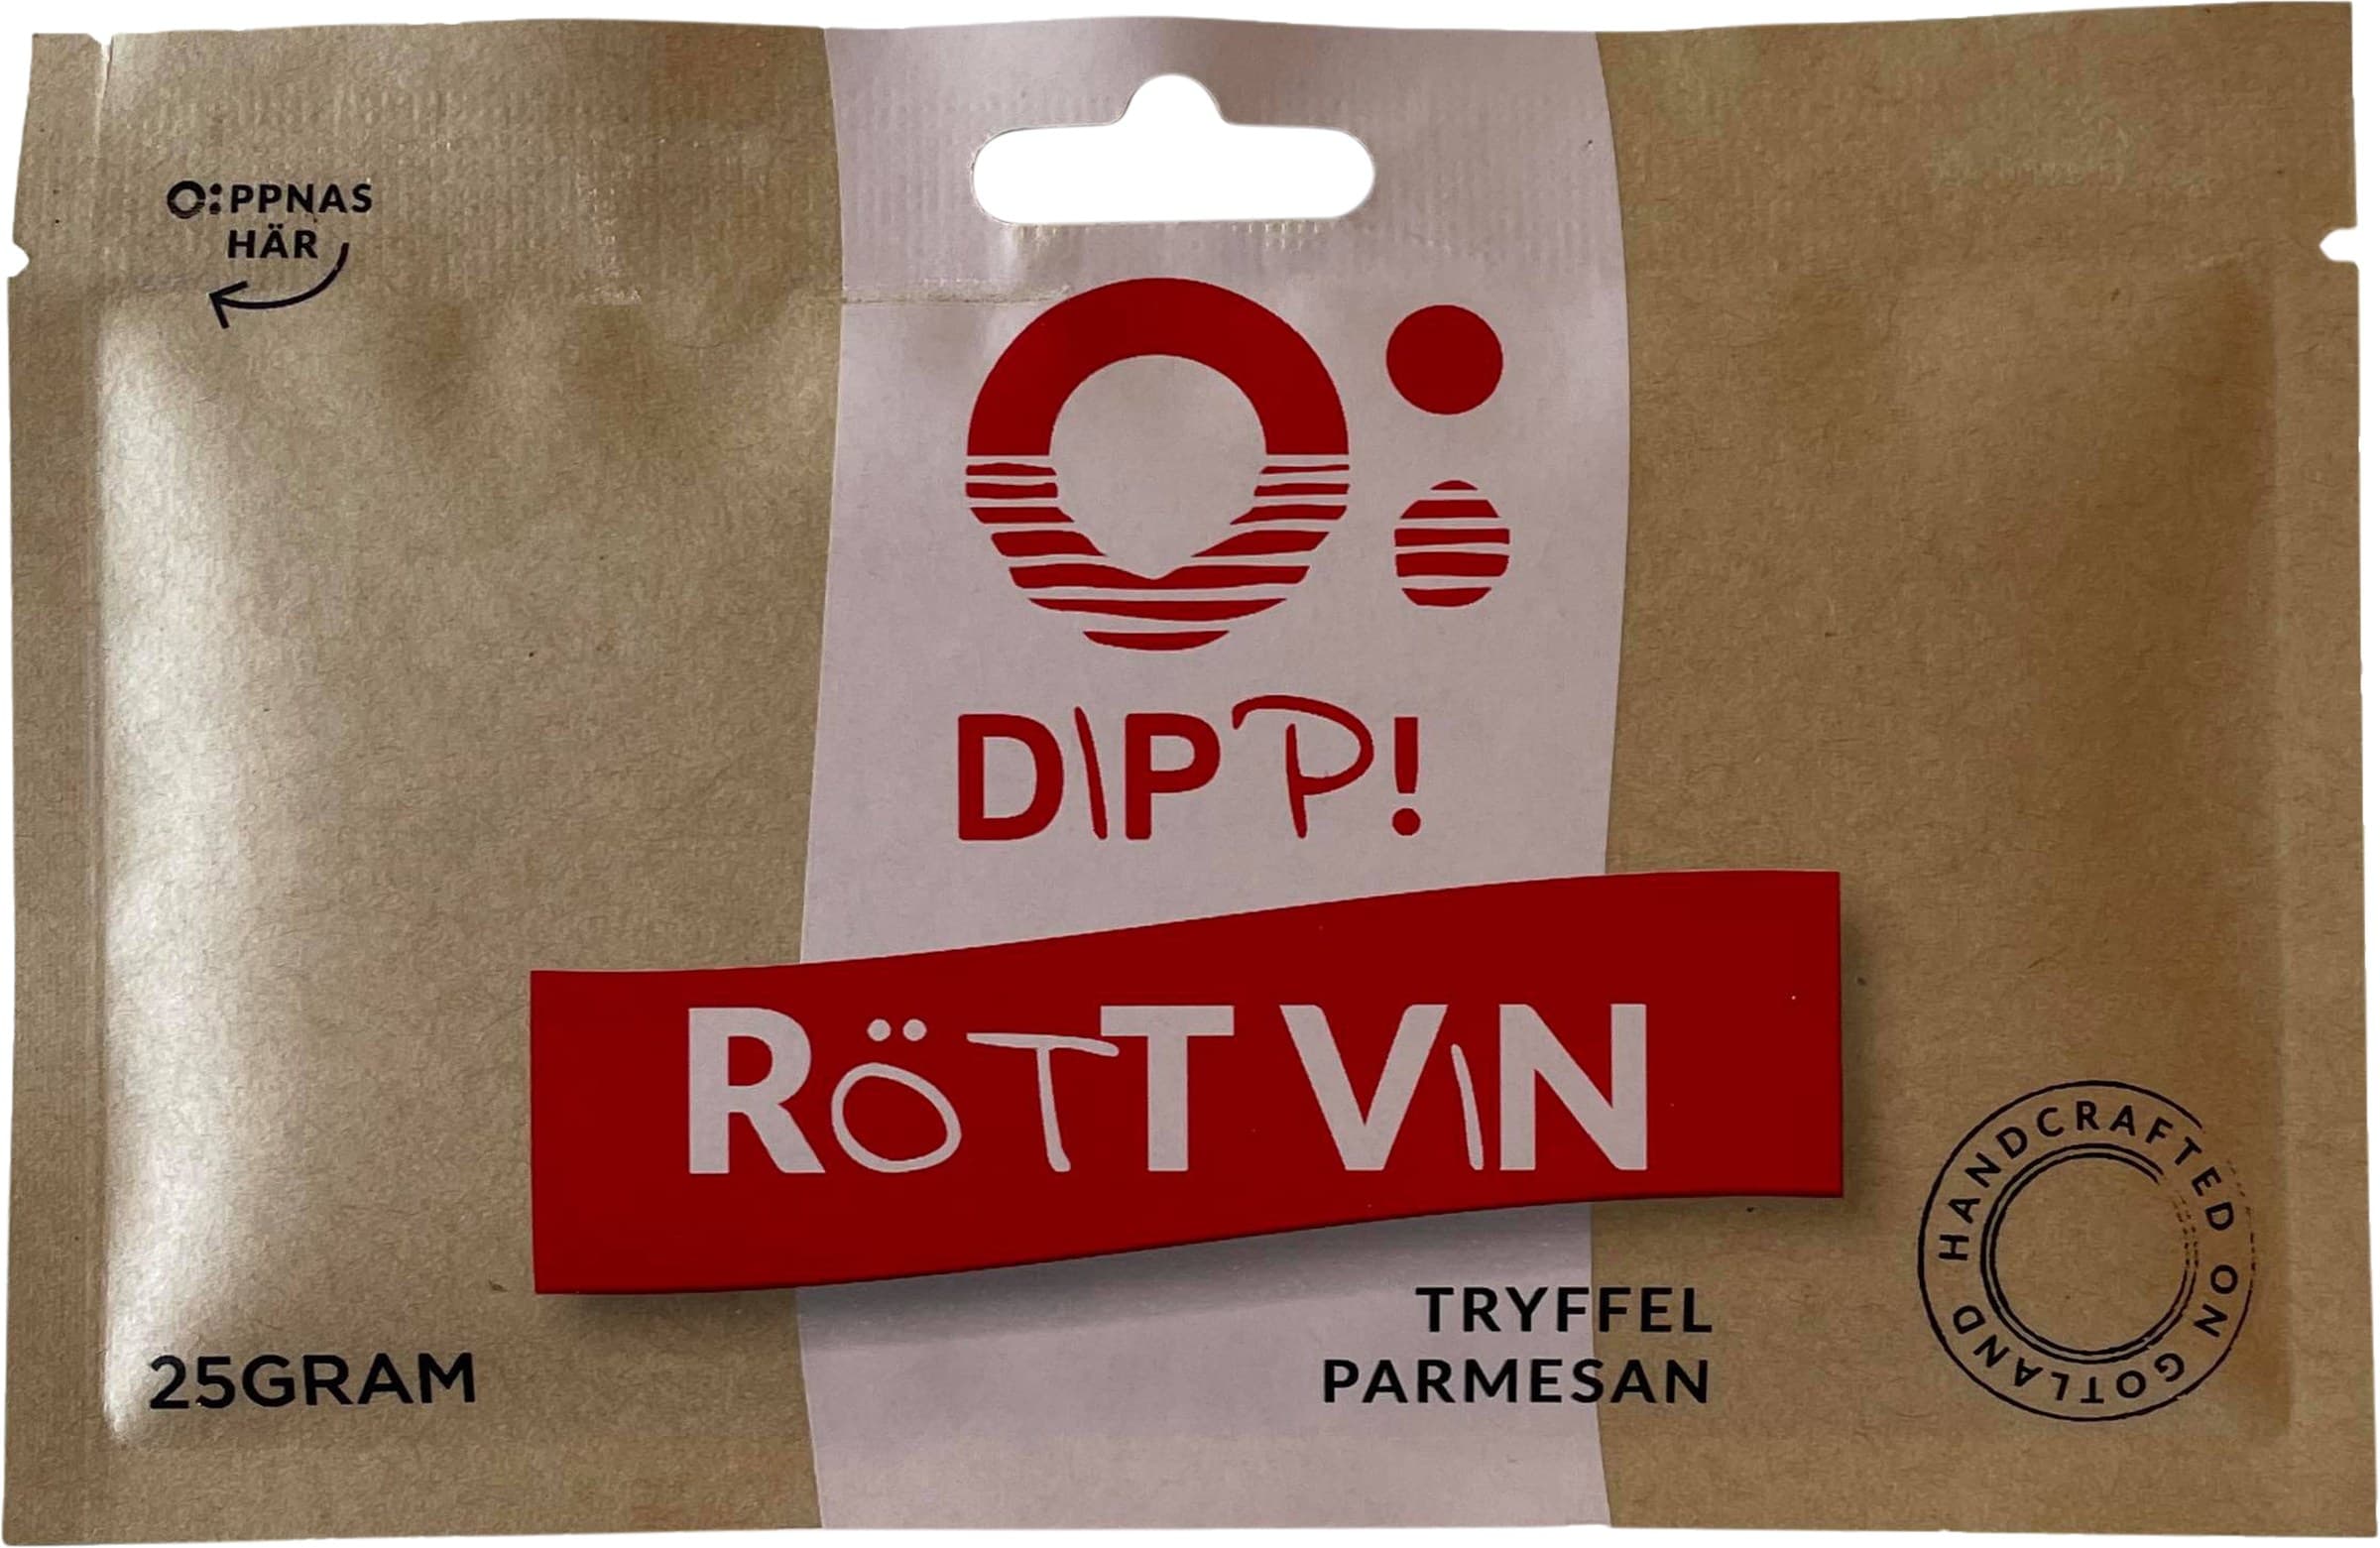 O:PPNAS
HÄR
O:
DIPP!
RÖTT VIN
TRYFFEL
PARMESAN
25GRAM
HANDCRAFTED ON GOTLAND